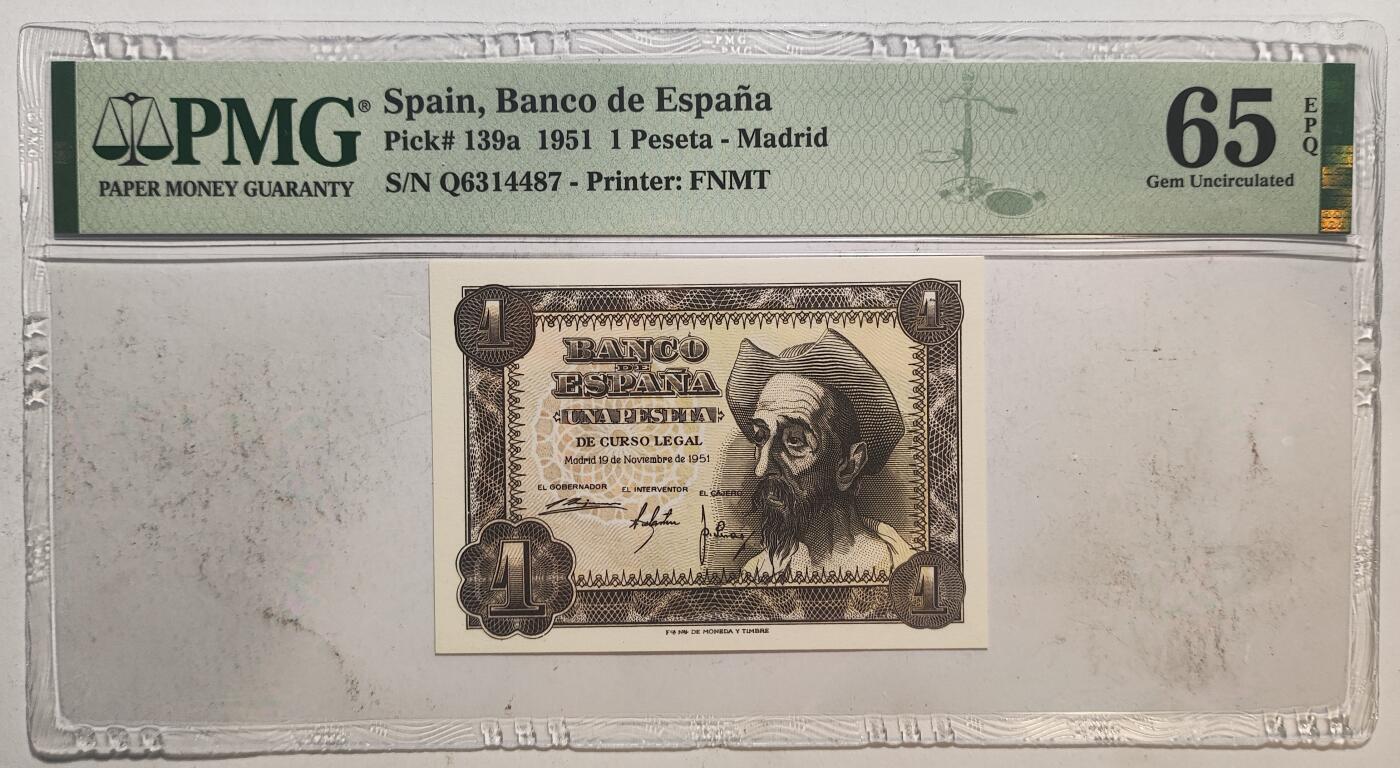 PMG
PMG
PMG®
PAPER MONEY GUARANTY
Spain, Banco de España
Pick# 139a 1951 1 Peseta - Madrid
S/N Q6314487 - Printer: FNMT
65
EPQ
Gem Uncirculated
1
1
BANCO
DE
ESPAÑA
UNA PESETA
DE CURSO LEGAL
Madrid 19 de Noviembre de 1951
EL GOBERNADOR EL INTERVENTOR EL CAJERO
1
1
DE MONEDA Y TIMBRE